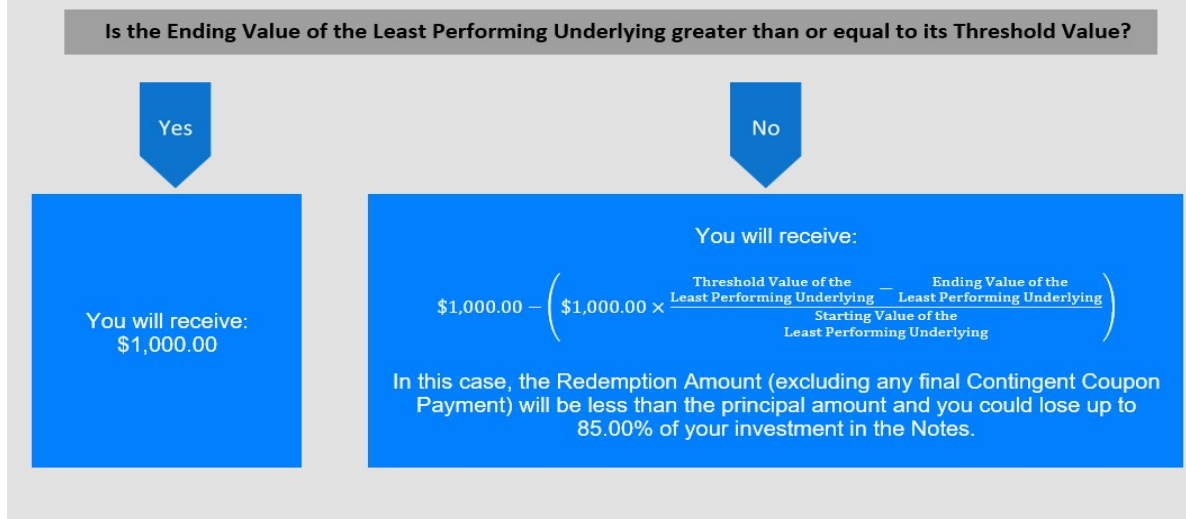 Is the Ending Value of the Least Performing Underlying greater than or equal to its Threshold Value?
Yes
No
You will receive:
$1,000.00
You will receive:
$1,000.00 − ($1,000.00 × (Threshold Value of the Least Performing Underlying − Ending Value of the Least Performing Underlying) / Starting Value of the Least Performing Underlying)
In this case, the Redemption Amount (excluding any final Contingent Coupon
Payment) will be less than the principal amount and you could lose up to
85.00% of your investment in the Notes.